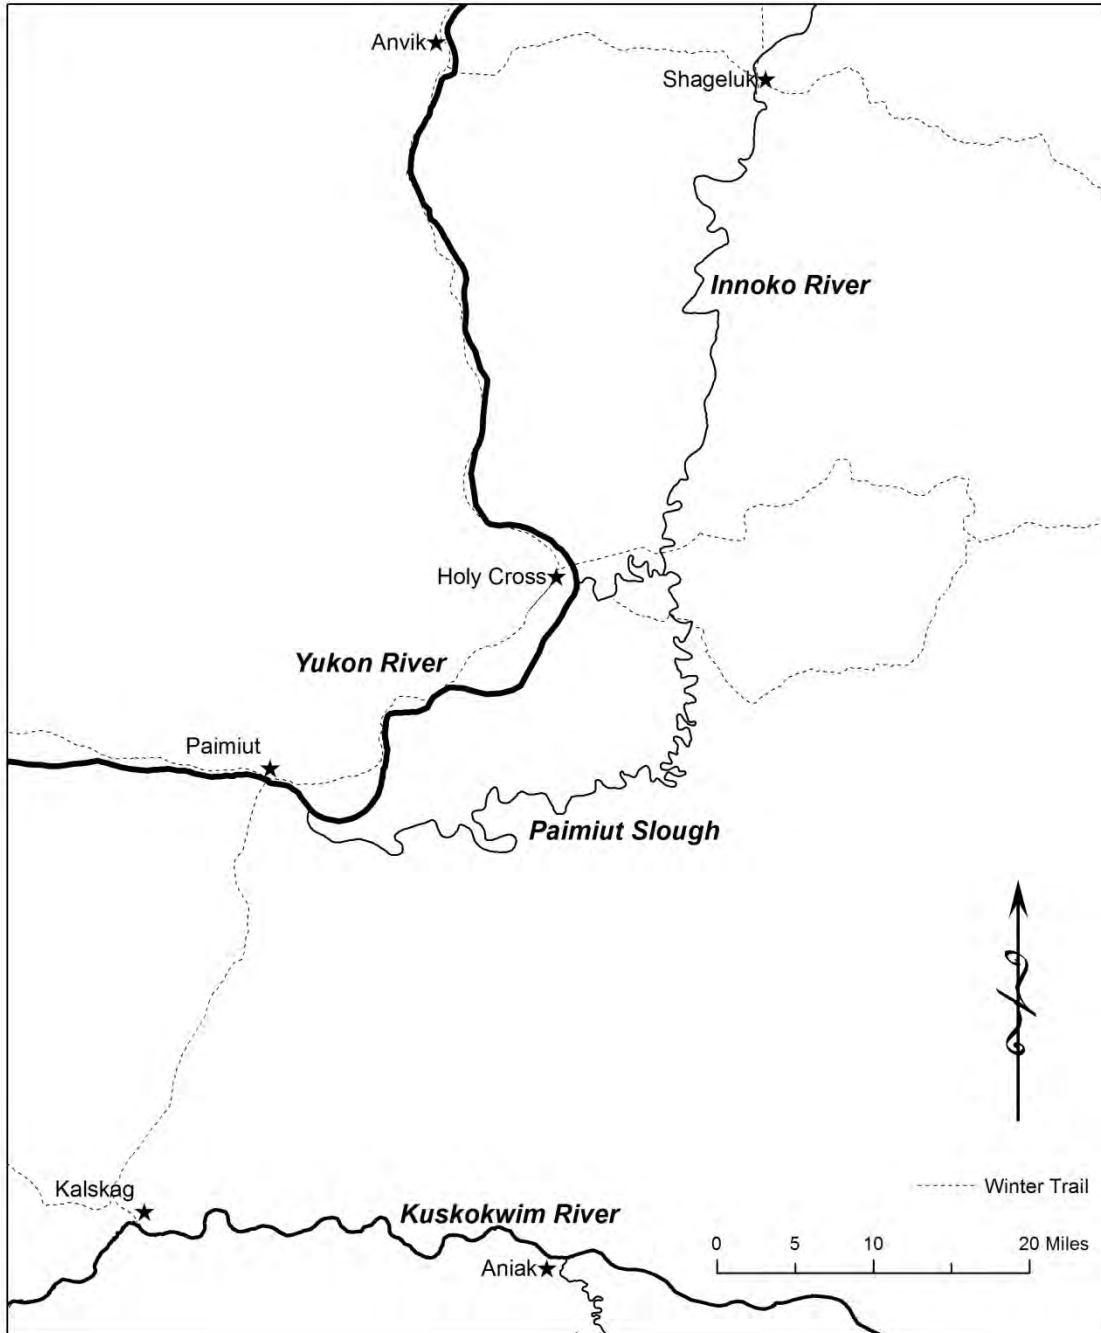 Anvik
Shageluk
Innoko River
Holy Cross
Yukon River
Paimiut
Paimiut Slough
Winter Trail
Kalskag
Kuskokwim River
0 5 10 20 Miles
Aniak